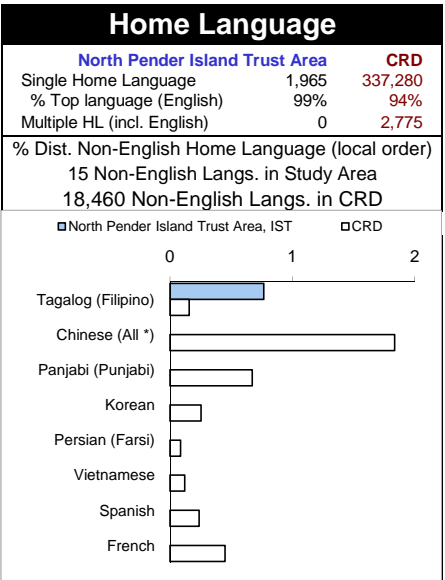 Home Language
North Pender Island Trust Area CRD
Single Home Language 1,965 337,280
% Top language (English) 99% 94%
Multiple HL (incl. English) 0 2,775
% Dist. Non-English Home Language (local order)
15 Non-English Langs. in Study Area
18,460 Non-English Langs. in CRD
North Pender Island Trust Area, IST CRD
0 1 2
Tagalog (Filipino)
Chinese (All *)
Panjabi (Punjabi)
Korean
Persian (Farsi)
Vietnamese
Spanish
French